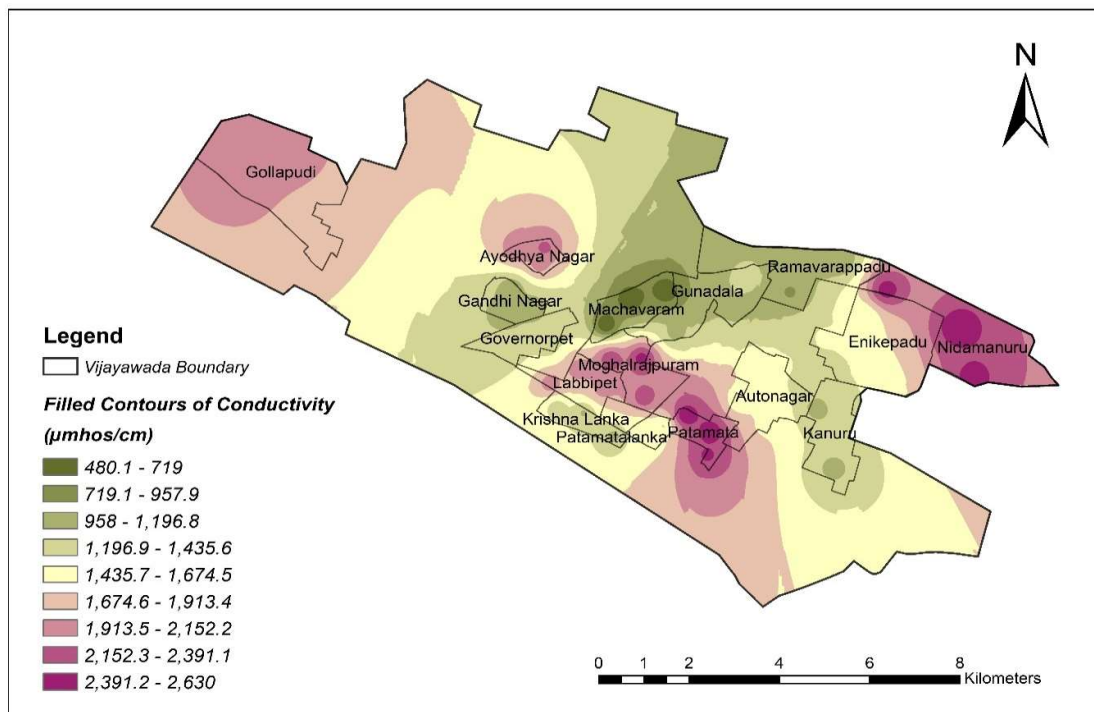 N
Gollapudi
Ayodhya Nagar
Ramavarappadu
Gandhi Nagar
Gunadala
Machavaram
Governorpet
Enikepadu
Nidamanuru
Moghalrajpuram
Labbipet
Autonagar
Krishna Lanka
Patamatalanka
Patamata
Kanuru
Legend
Vijayawada Boundary
Filled Contours of Conductivity
(µmhos/cm)
480.1 - 719
719.1 - 957.9
958 - 1,196.8
1,196.9 - 1,435.6
1,435.7 - 1,674.5
1,674.6 - 1,913.4
1,913.5 - 2,152.2
2,152.3 - 2,391.1
2,391.2 - 2,630
0 1 2 4 6 8
Kilometers